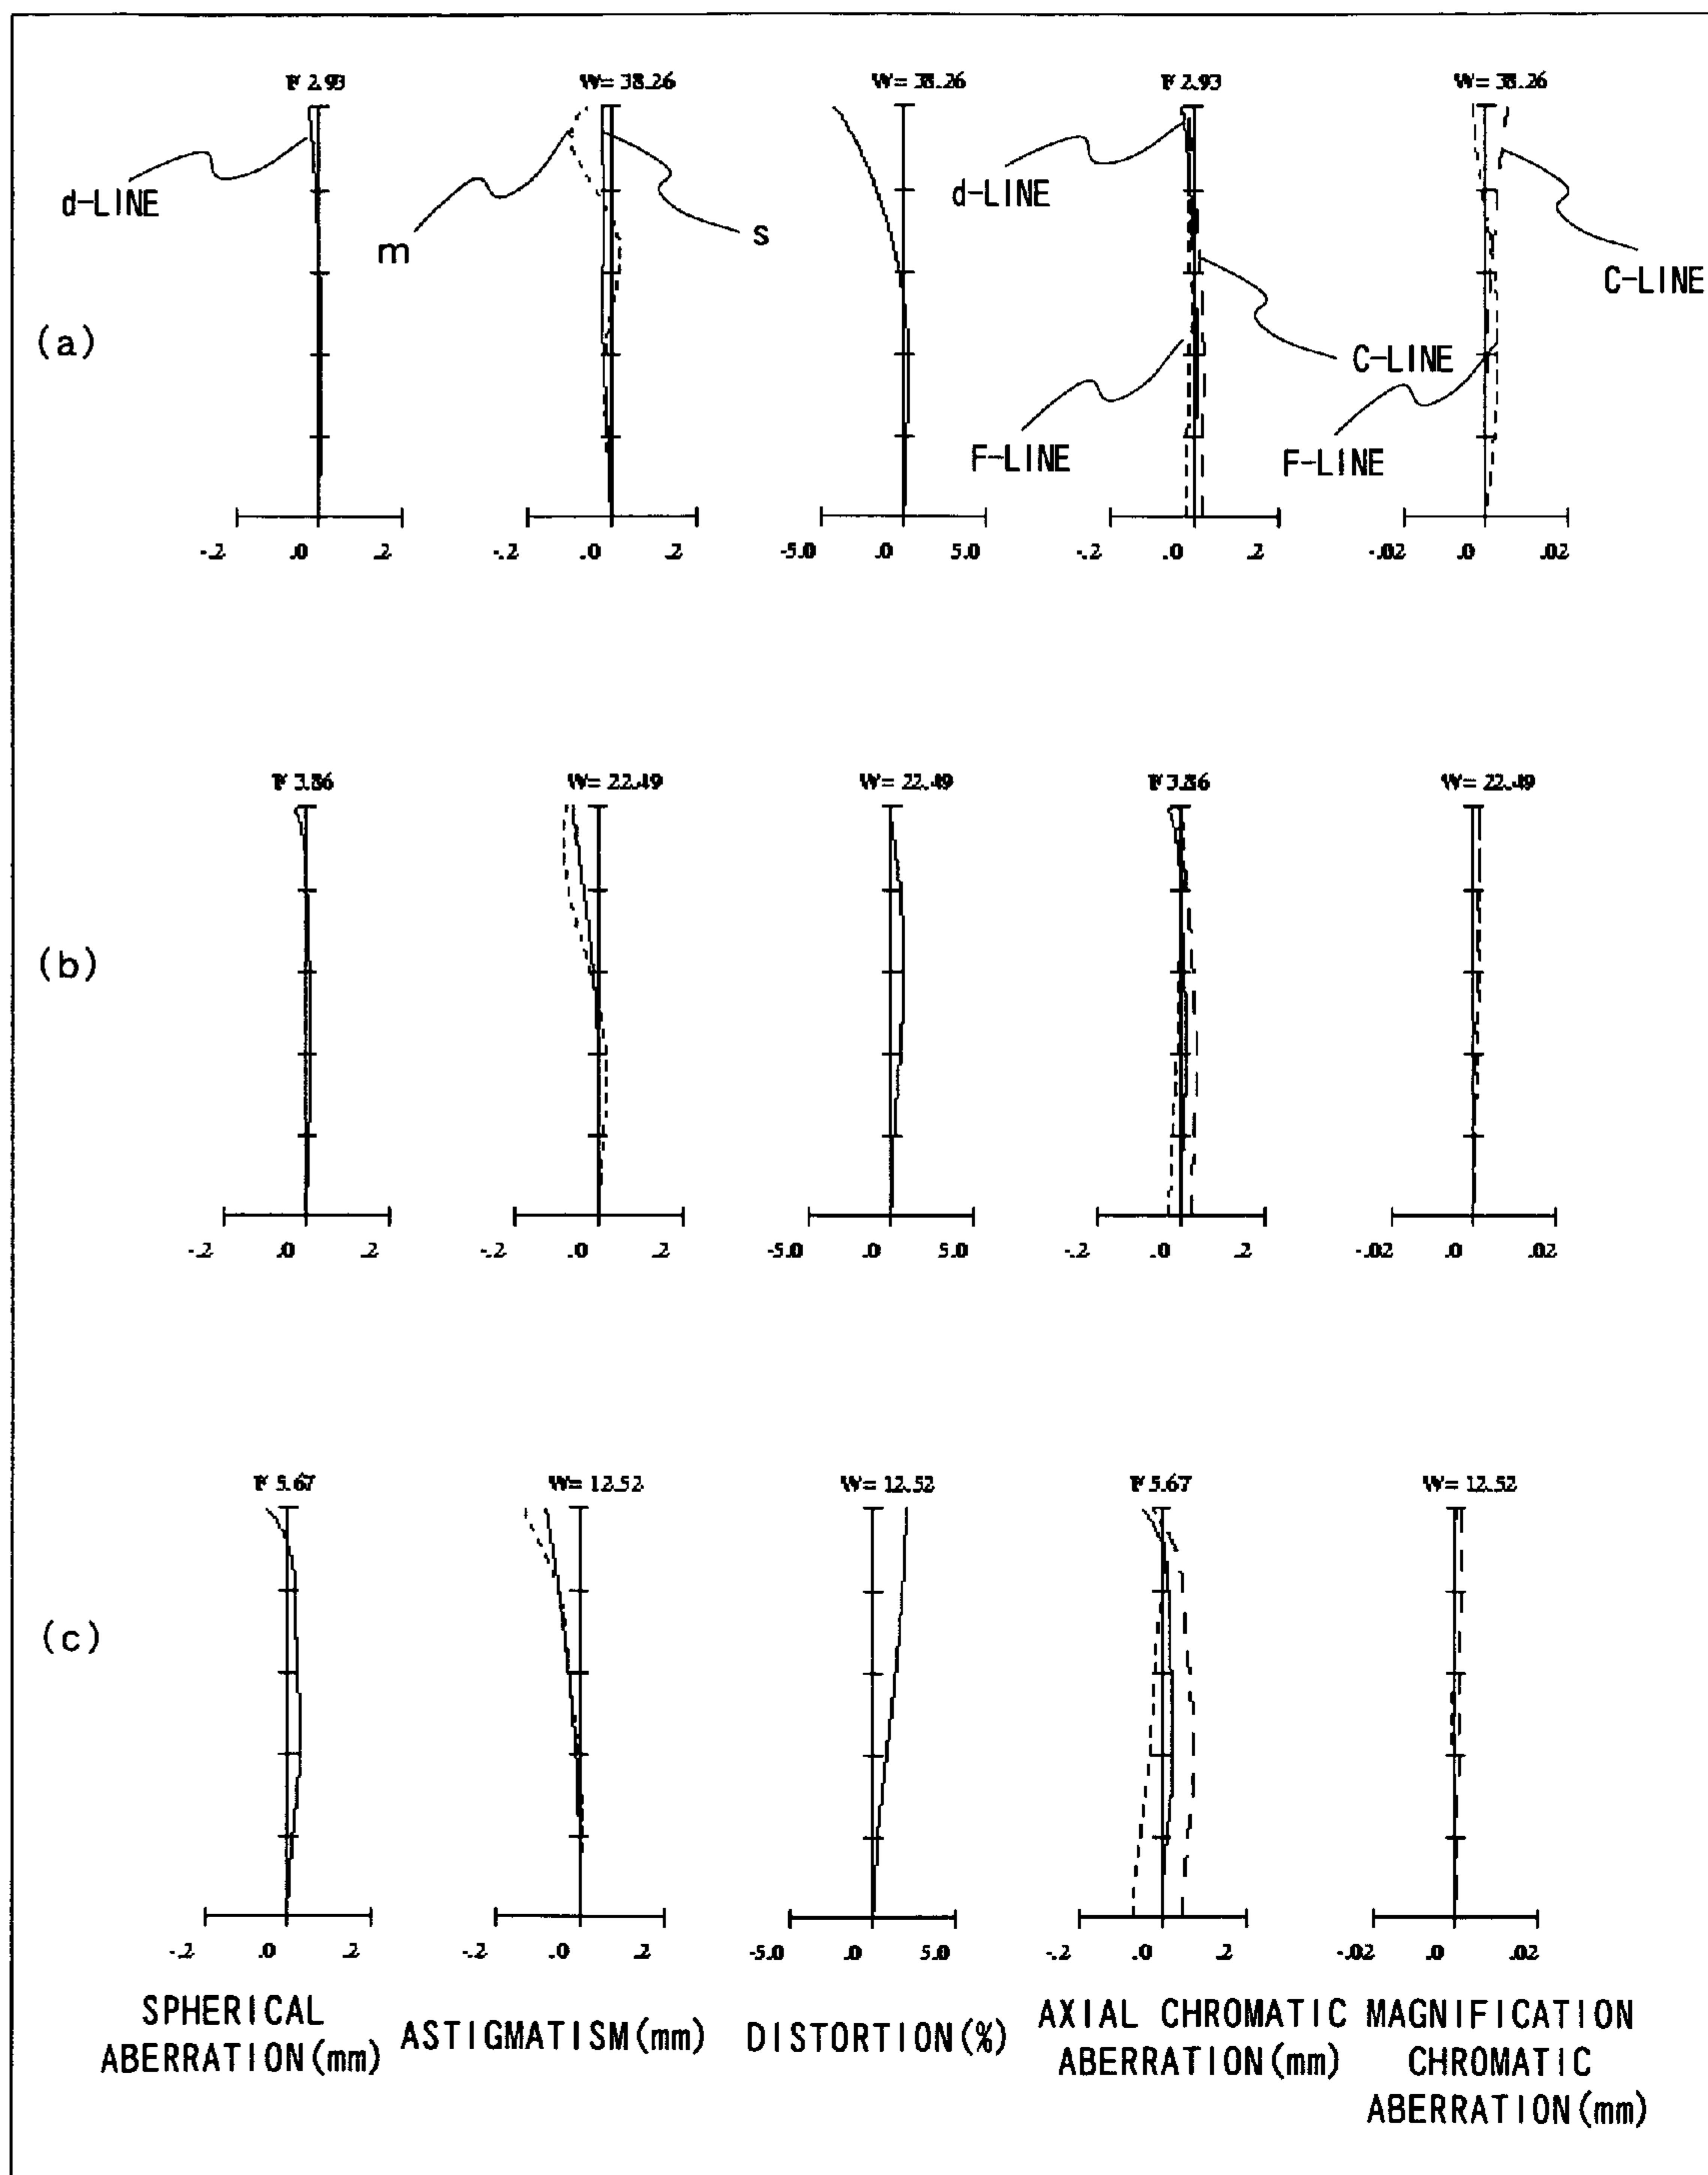 F 2.93 W= 38.26 W= 38.26 F 2.93 W= 38.26
d-LINE m s d-LINE C-LINE
(a) C-LINE
F-LINE F-LINE
-.2 .0 .2 -.2 .0 .2 -5.0 .0 5.0 -.2 .0 .2 -.02 .0 .02
F 3.86 W= 22.49 W= 22.49 F 3.86 W= 22.49
(b)
-.2 .0 .2 -.2 .0 .2 -5.0 .0 5.0 -.2 .0 .2 -.02 .0 .02
F 5.67 W= 12.52 W= 12.52 F 5.67 W= 12.52
(c)
-.2 .0 .2 -.2 .0 .2 -5.0 .0 5.0 -.2 .0 .2 -.02 .0 .02
SPHERICAL
ABERRATION(mm)
ASTIGMATISM(mm)
DISTORTION(%)
AXIAL CHROMATIC
ABERRATION(mm)
MAGNIFICATION
CHROMATIC
ABERRATION(mm)